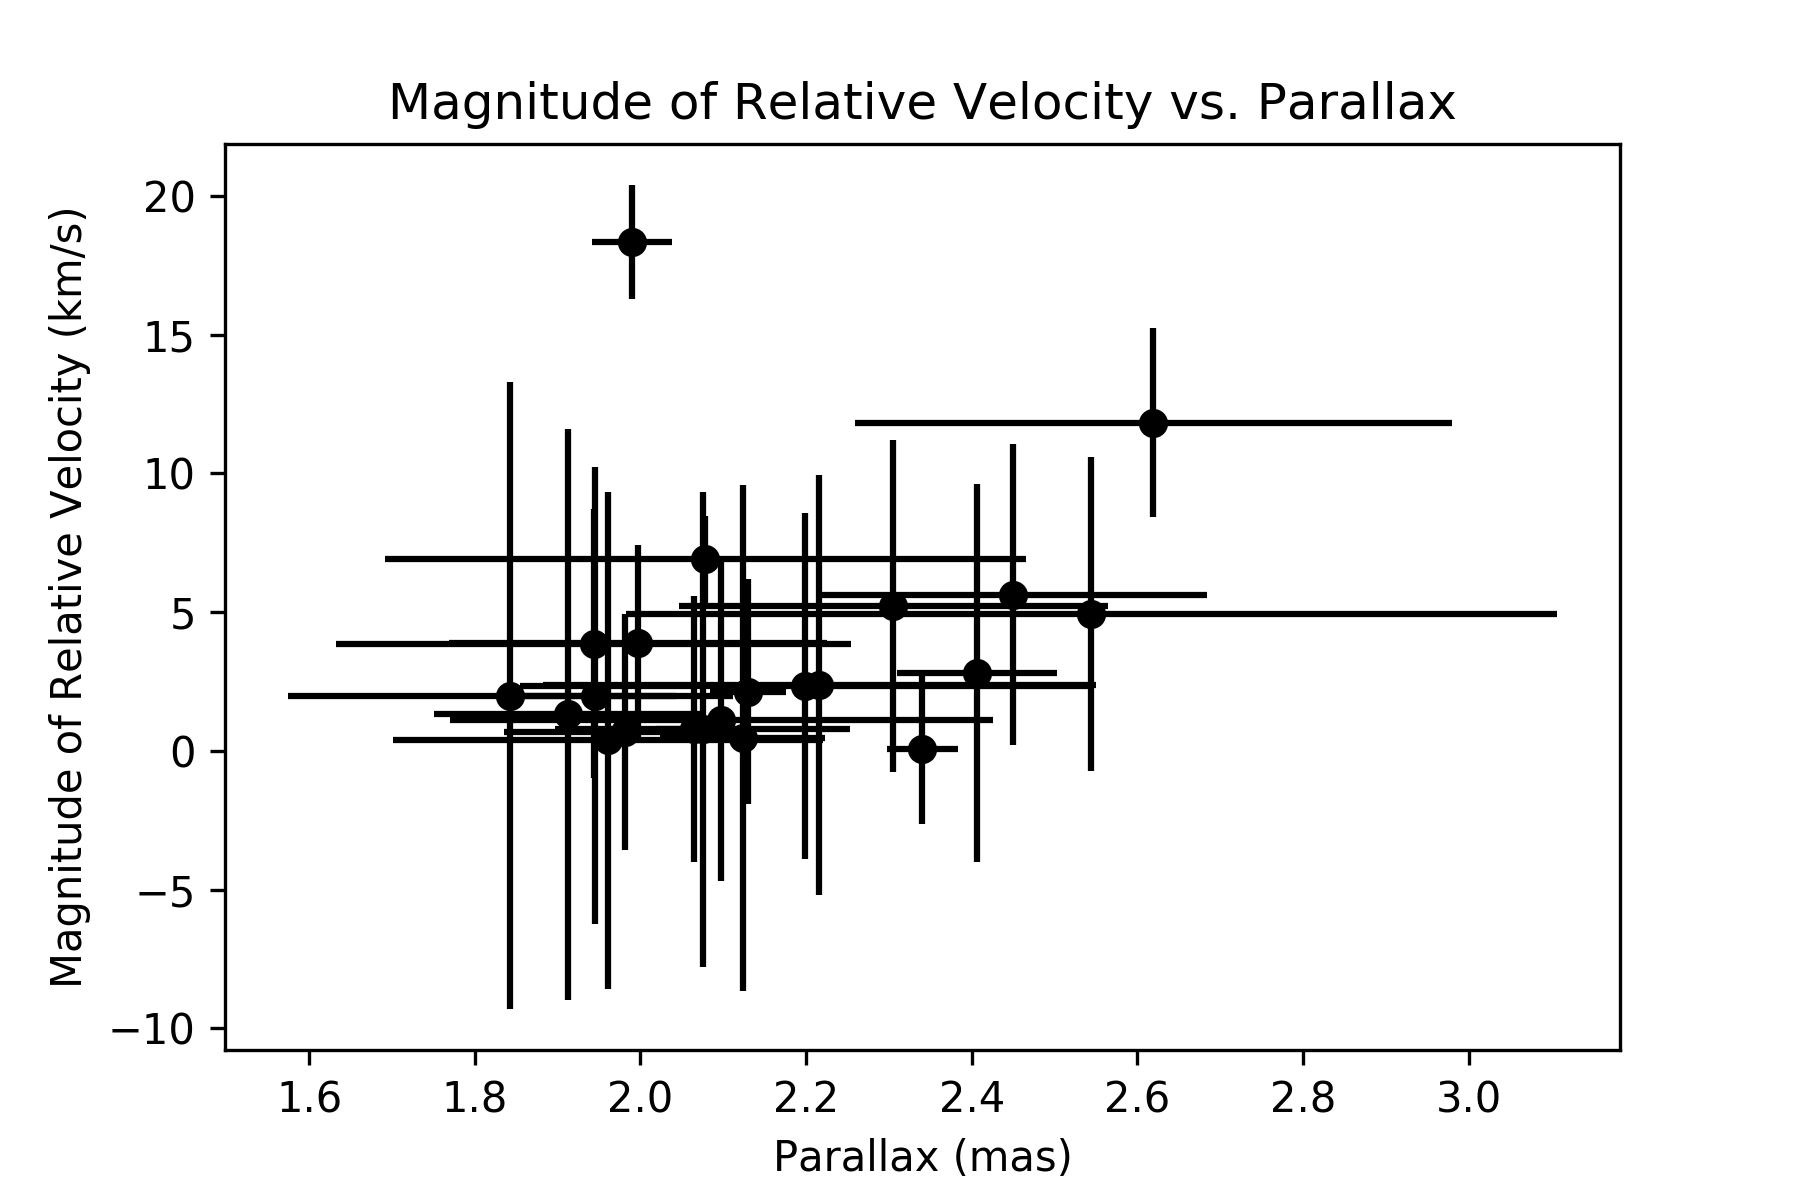 Magnitude of Relative Velocity vs. Parallax
Magnitude of Relative Velocity (km/s)
20
15
10
5
0
−5
−10
1.6 1.8 2.0 2.2 2.4 2.6 2.8 3.0
Parallax (mas)